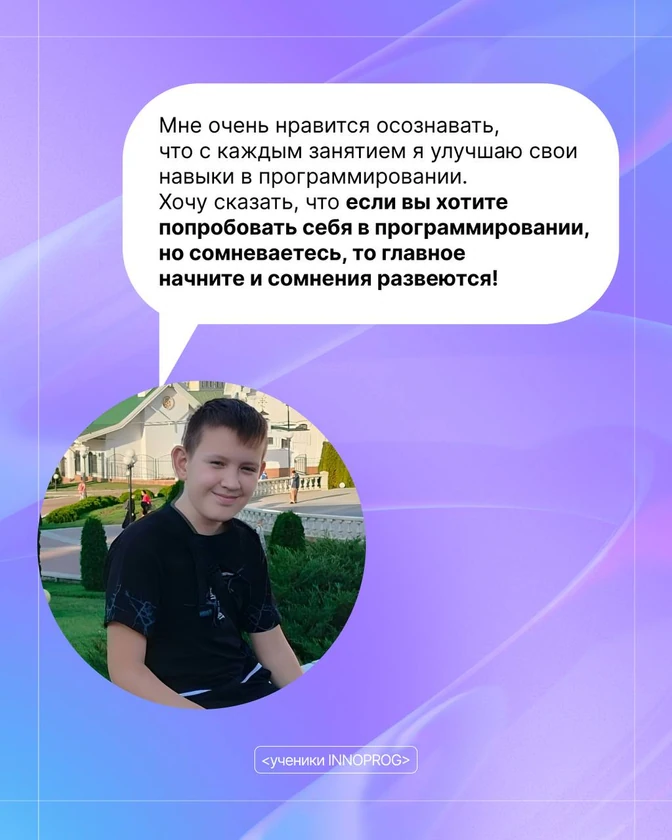 Мне очень нравится осознавать,
что с каждым занятием я улучшаю свои
навыки в программировании.
Хочу сказать, что если вы хотите
попробовать себя в программировании,
но сомневаетесь, то главное
начните и сомнения развеются!
<ученики INNOPROG>